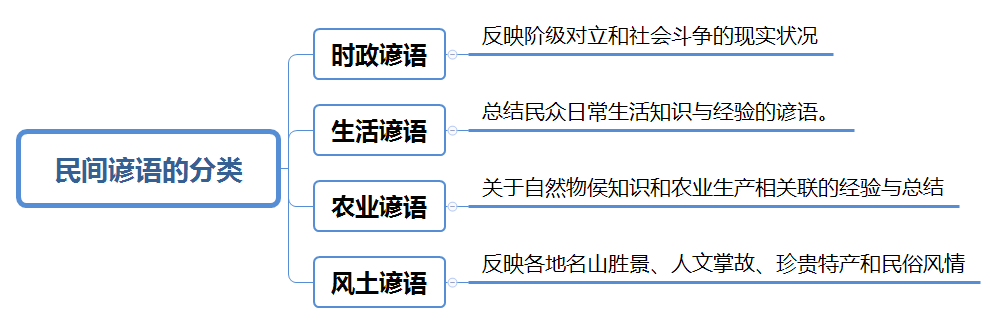 民间谚语的分类
时政谚语
反映阶级对立和社会斗争的现实状况
生活谚语
总结民众日常生活知识与经验的谚语。
农业谚语
关于自然物侯知识和农业生产相关联的经验与总结
风土谚语
反映各地名山胜景、人文掌故、珍贵特产和民俗风情